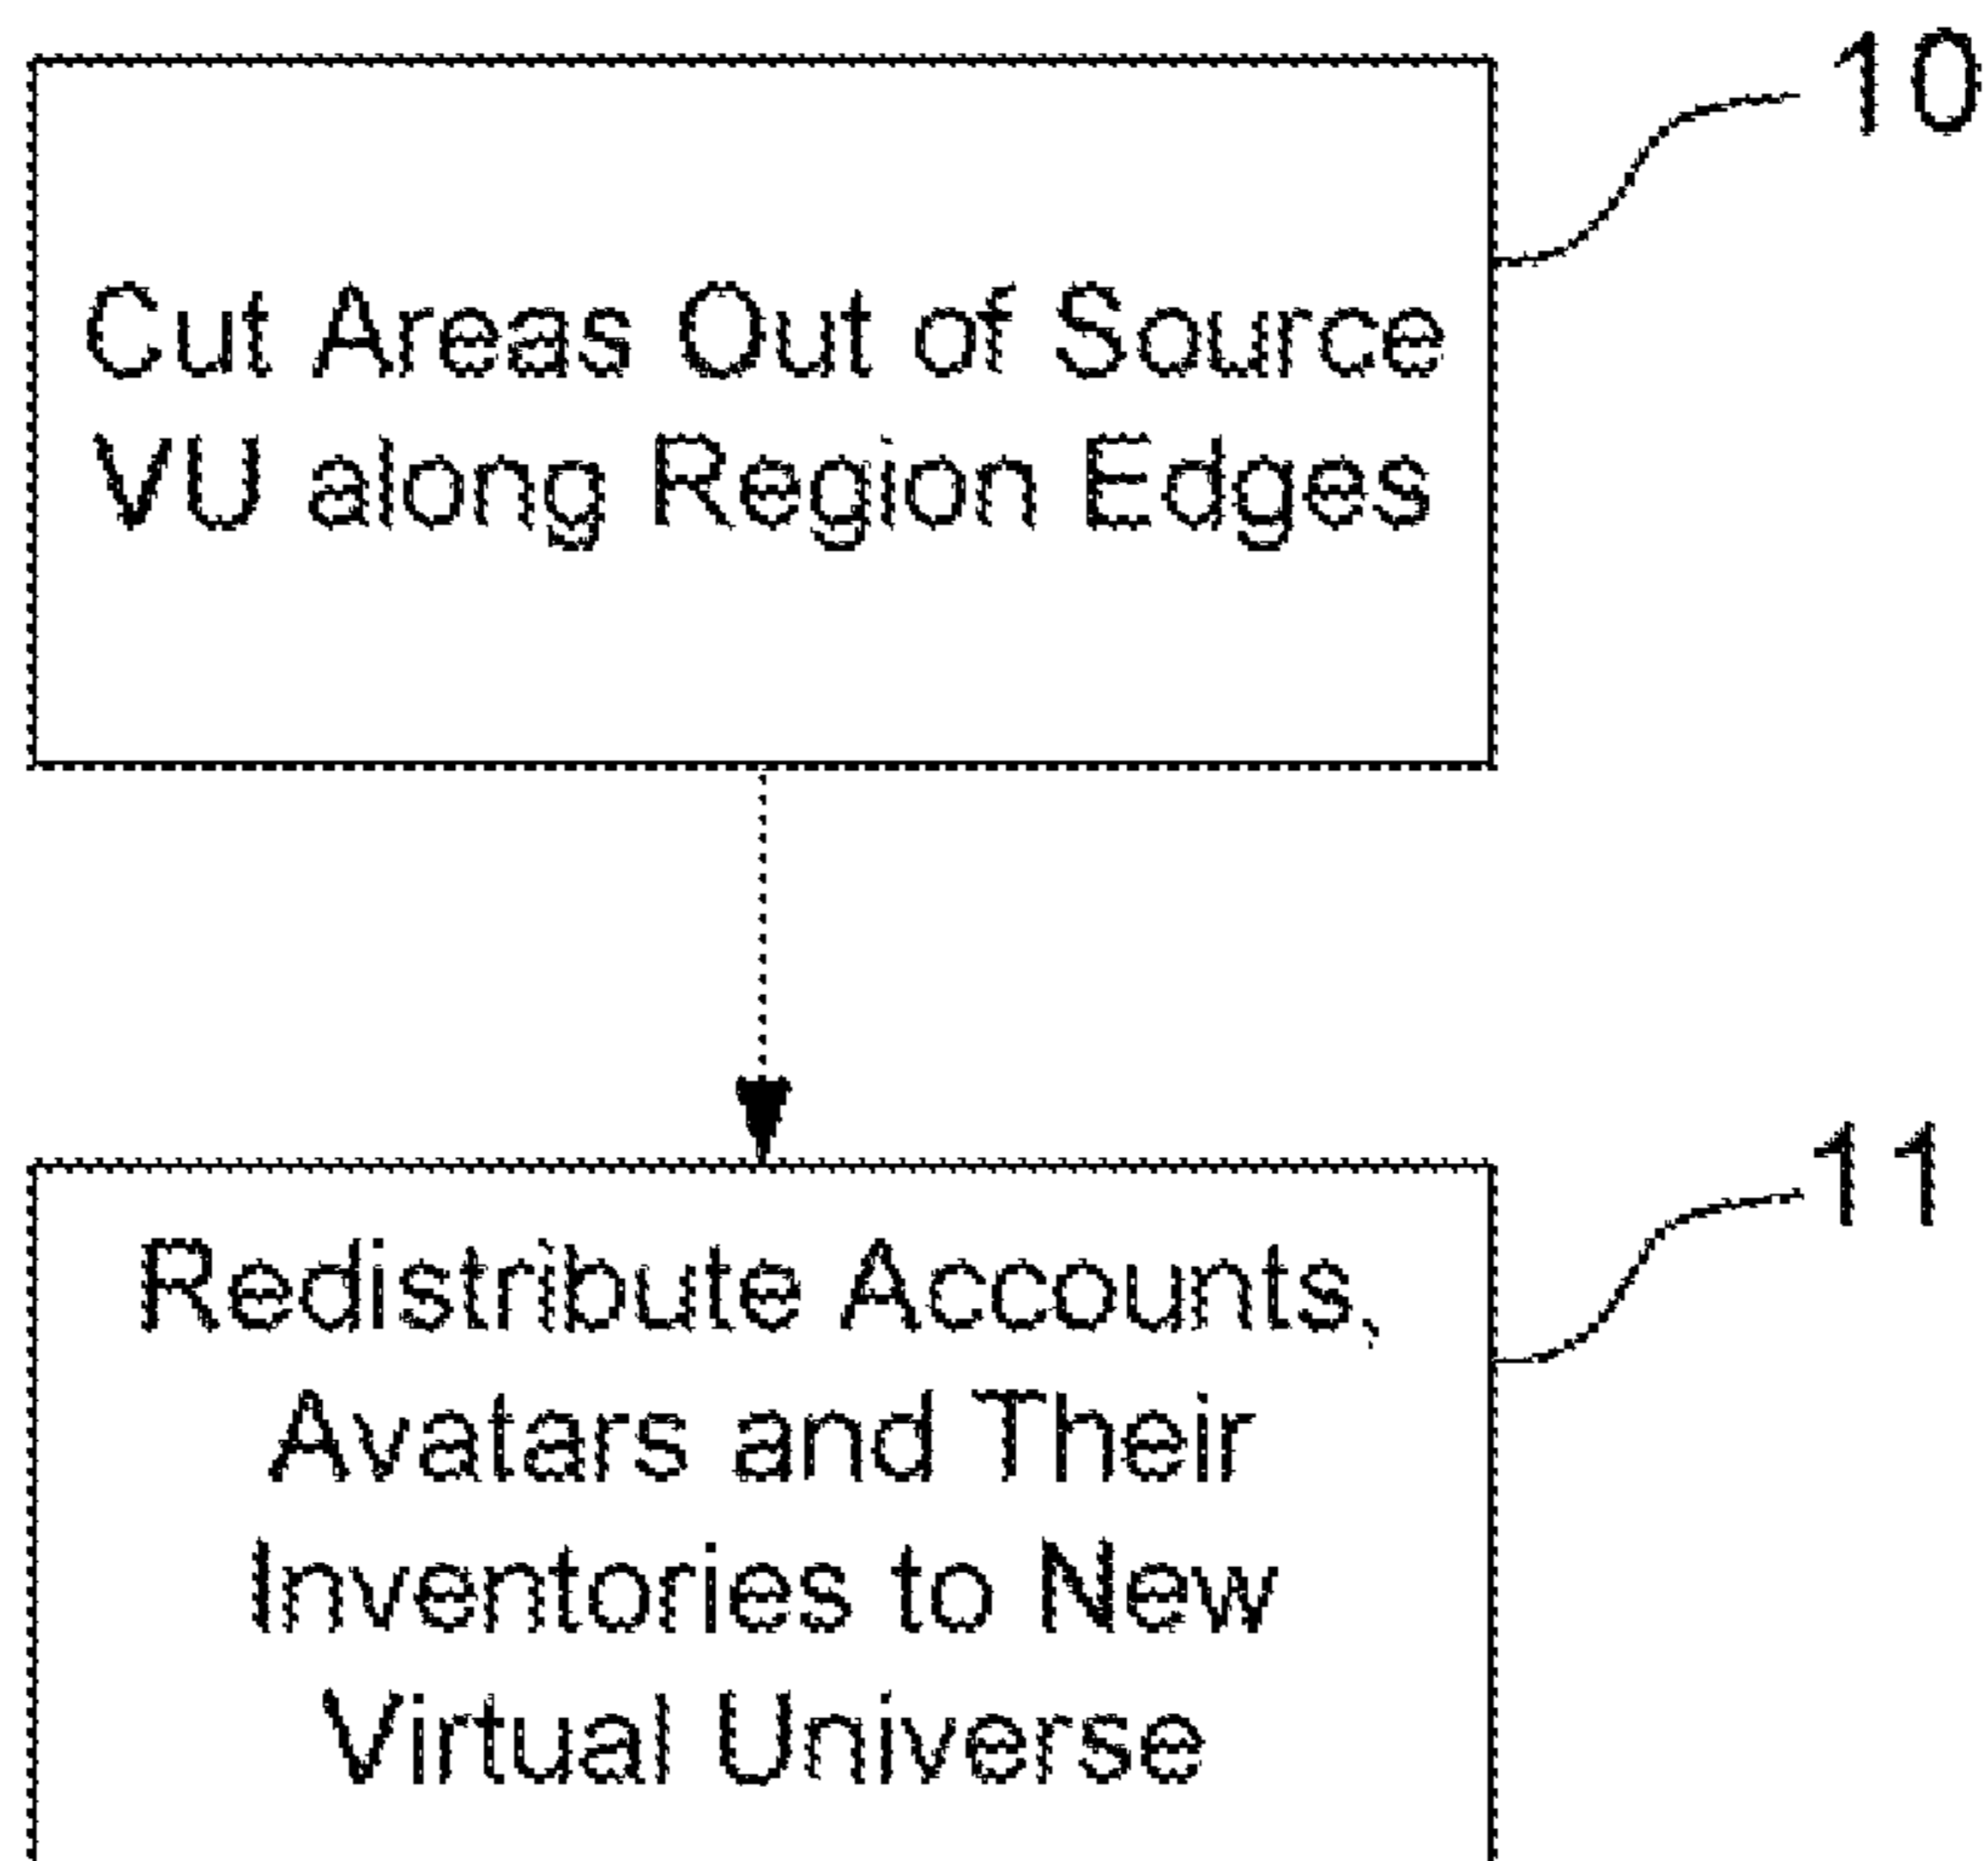 10
Cut Areas Out of Source
VU along Region Edges
11
Redistribute Accounts,
Avatars and Their
Inventories to New
Virtual Universe